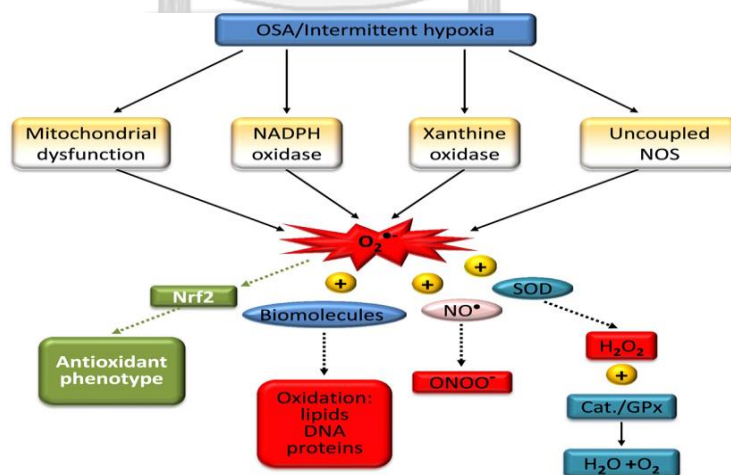 OSA/Intermittent hypoxia
Mitochondrial
dysfunction
NADPH
oxidase
Xanthine
oxidase
Uncoupled
NOS
O₂•-
+
+
+
Nrf2
Biomolecules
NO•
SOD
Antioxidant
phenotype
Oxidation:
lipids
DNA
proteins
ONOO⁻
H₂O₂
+
Cat./GPx
H₂O +O₂